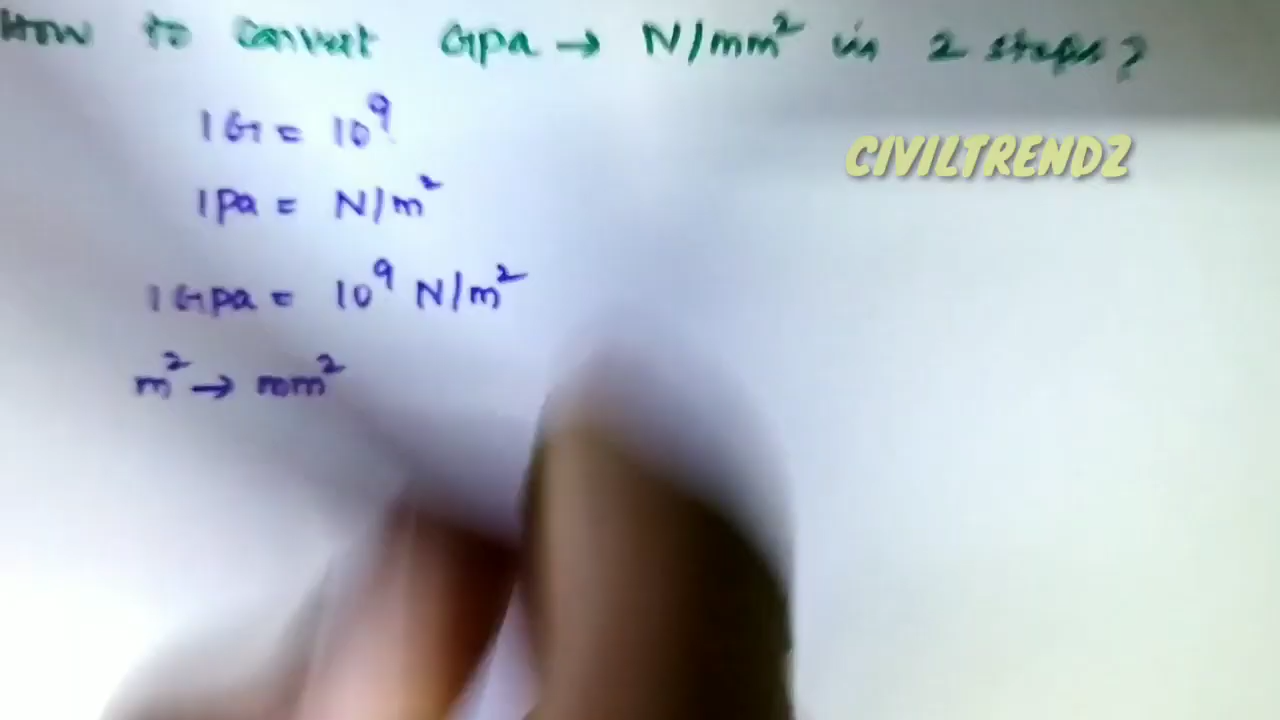 How to convert Gpa → N/mm² in 2 steps?
1G = 10⁹
CIVILTRENDZ
1Pa = N/m²
1Gpa = 10⁹ N/m²
m² → mm²